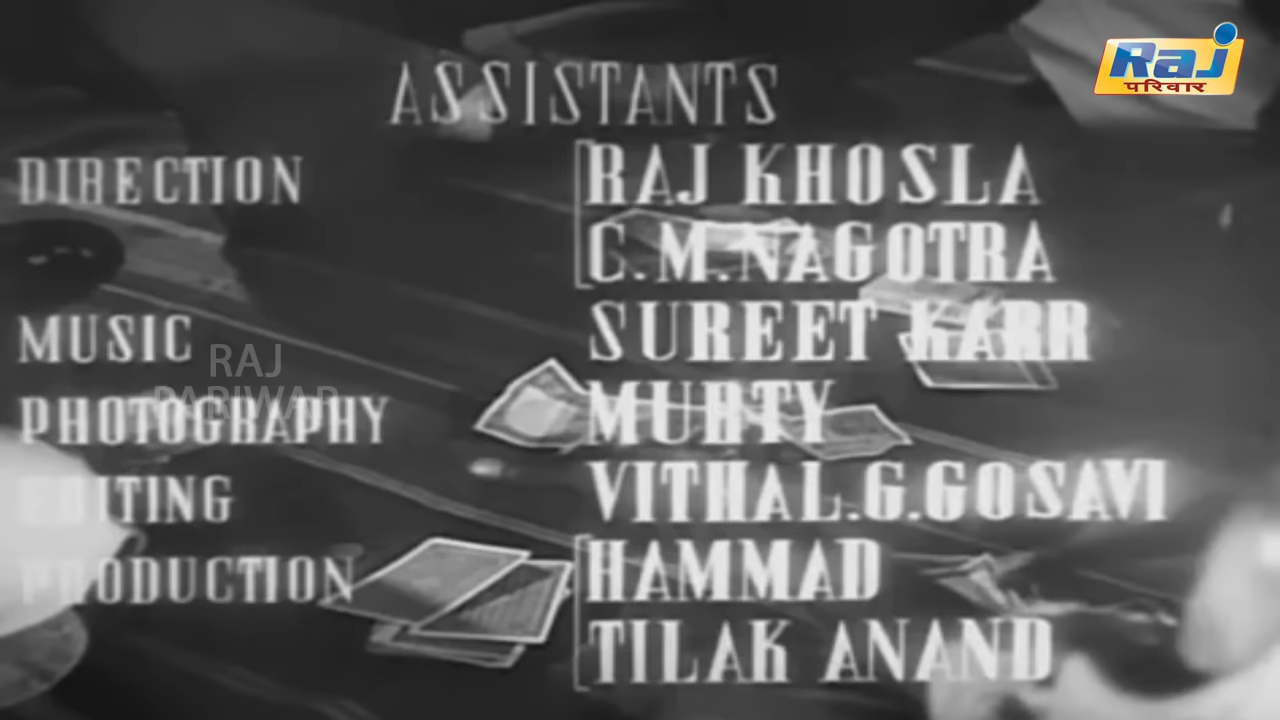 Raj
परिवार
ASSISTANTS
DIRECTION RAJ KHOSLA
C.M.NAGOTRA
MUSIC SUREET KARR
RAJ
PARIWAR
PHOTOGRAPHY MURTY
EDITING VITHAL.G.GOSAVI
PRODUCTION HAMMAD
TILAK ANAND